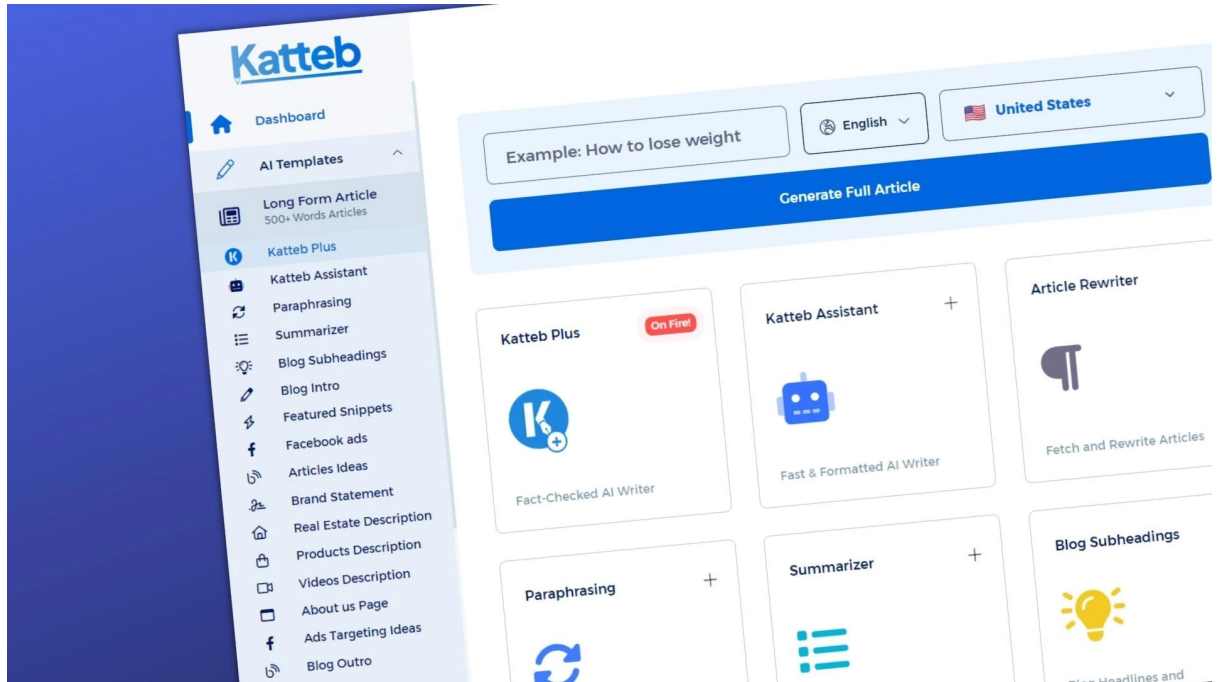 Katteb
Dashboard
AI Templates
Long Form Article
500+ Words Articles
Katteb Plus
Katteb Assistant
Paraphrasing
Summarizer
Blog Subheadings
Blog Intro
Featured Snippets
Facebook ads
Articles Ideas
Brand Statement
Real Estate Description
Products Description
Videos Description
About us Page
Ads Targeting Ideas
Blog Outro
Example: How to lose weight
English
United States
Generate Full Article
Katteb Plus
On Fire!
Fact-Checked AI Writer
Katteb Assistant
Fast & Formatted AI Writer
Article Rewriter
Fetch and Rewrite Articles
Paraphrasing
Summarizer
Blog Subheadings
Blog Headlines and